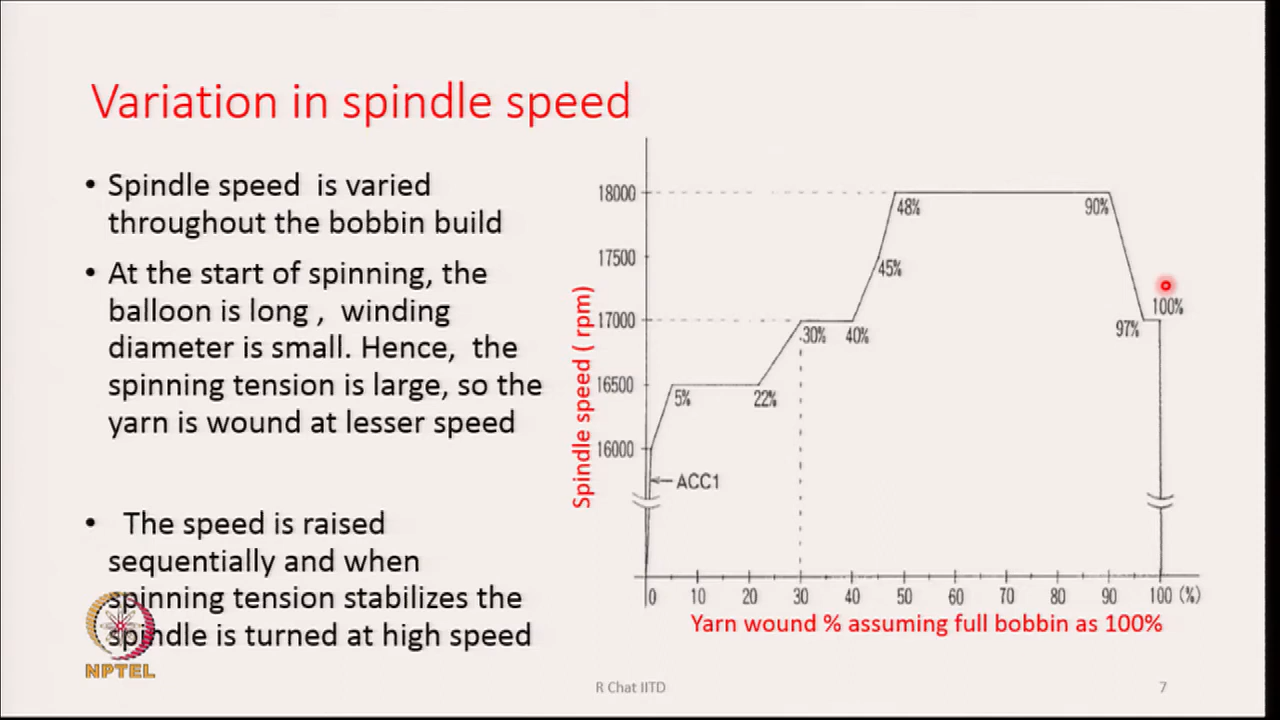 Variation in spindle speed
• Spindle speed  is varied
throughout the bobbin build
• At the start of spinning, the
balloon is long ,  winding
diameter is small. Hence,  the
spinning tension is large, so the
yarn is wound at lesser speed
•  The speed is raised
sequentially and when
spinning tension stabilizes the
spindle is turned at high speed
NPTEL
Spindle speed ( rpm)
18000
17500
17000
16500
16000
48%
90%
45%
100%
30%
40%
97%
5%
22%
ACC1
0 10 20 30 40 50 60 70 80 90 100 (%)
Yarn wound % assuming full bobbin as 100%
R Chat IITD
7